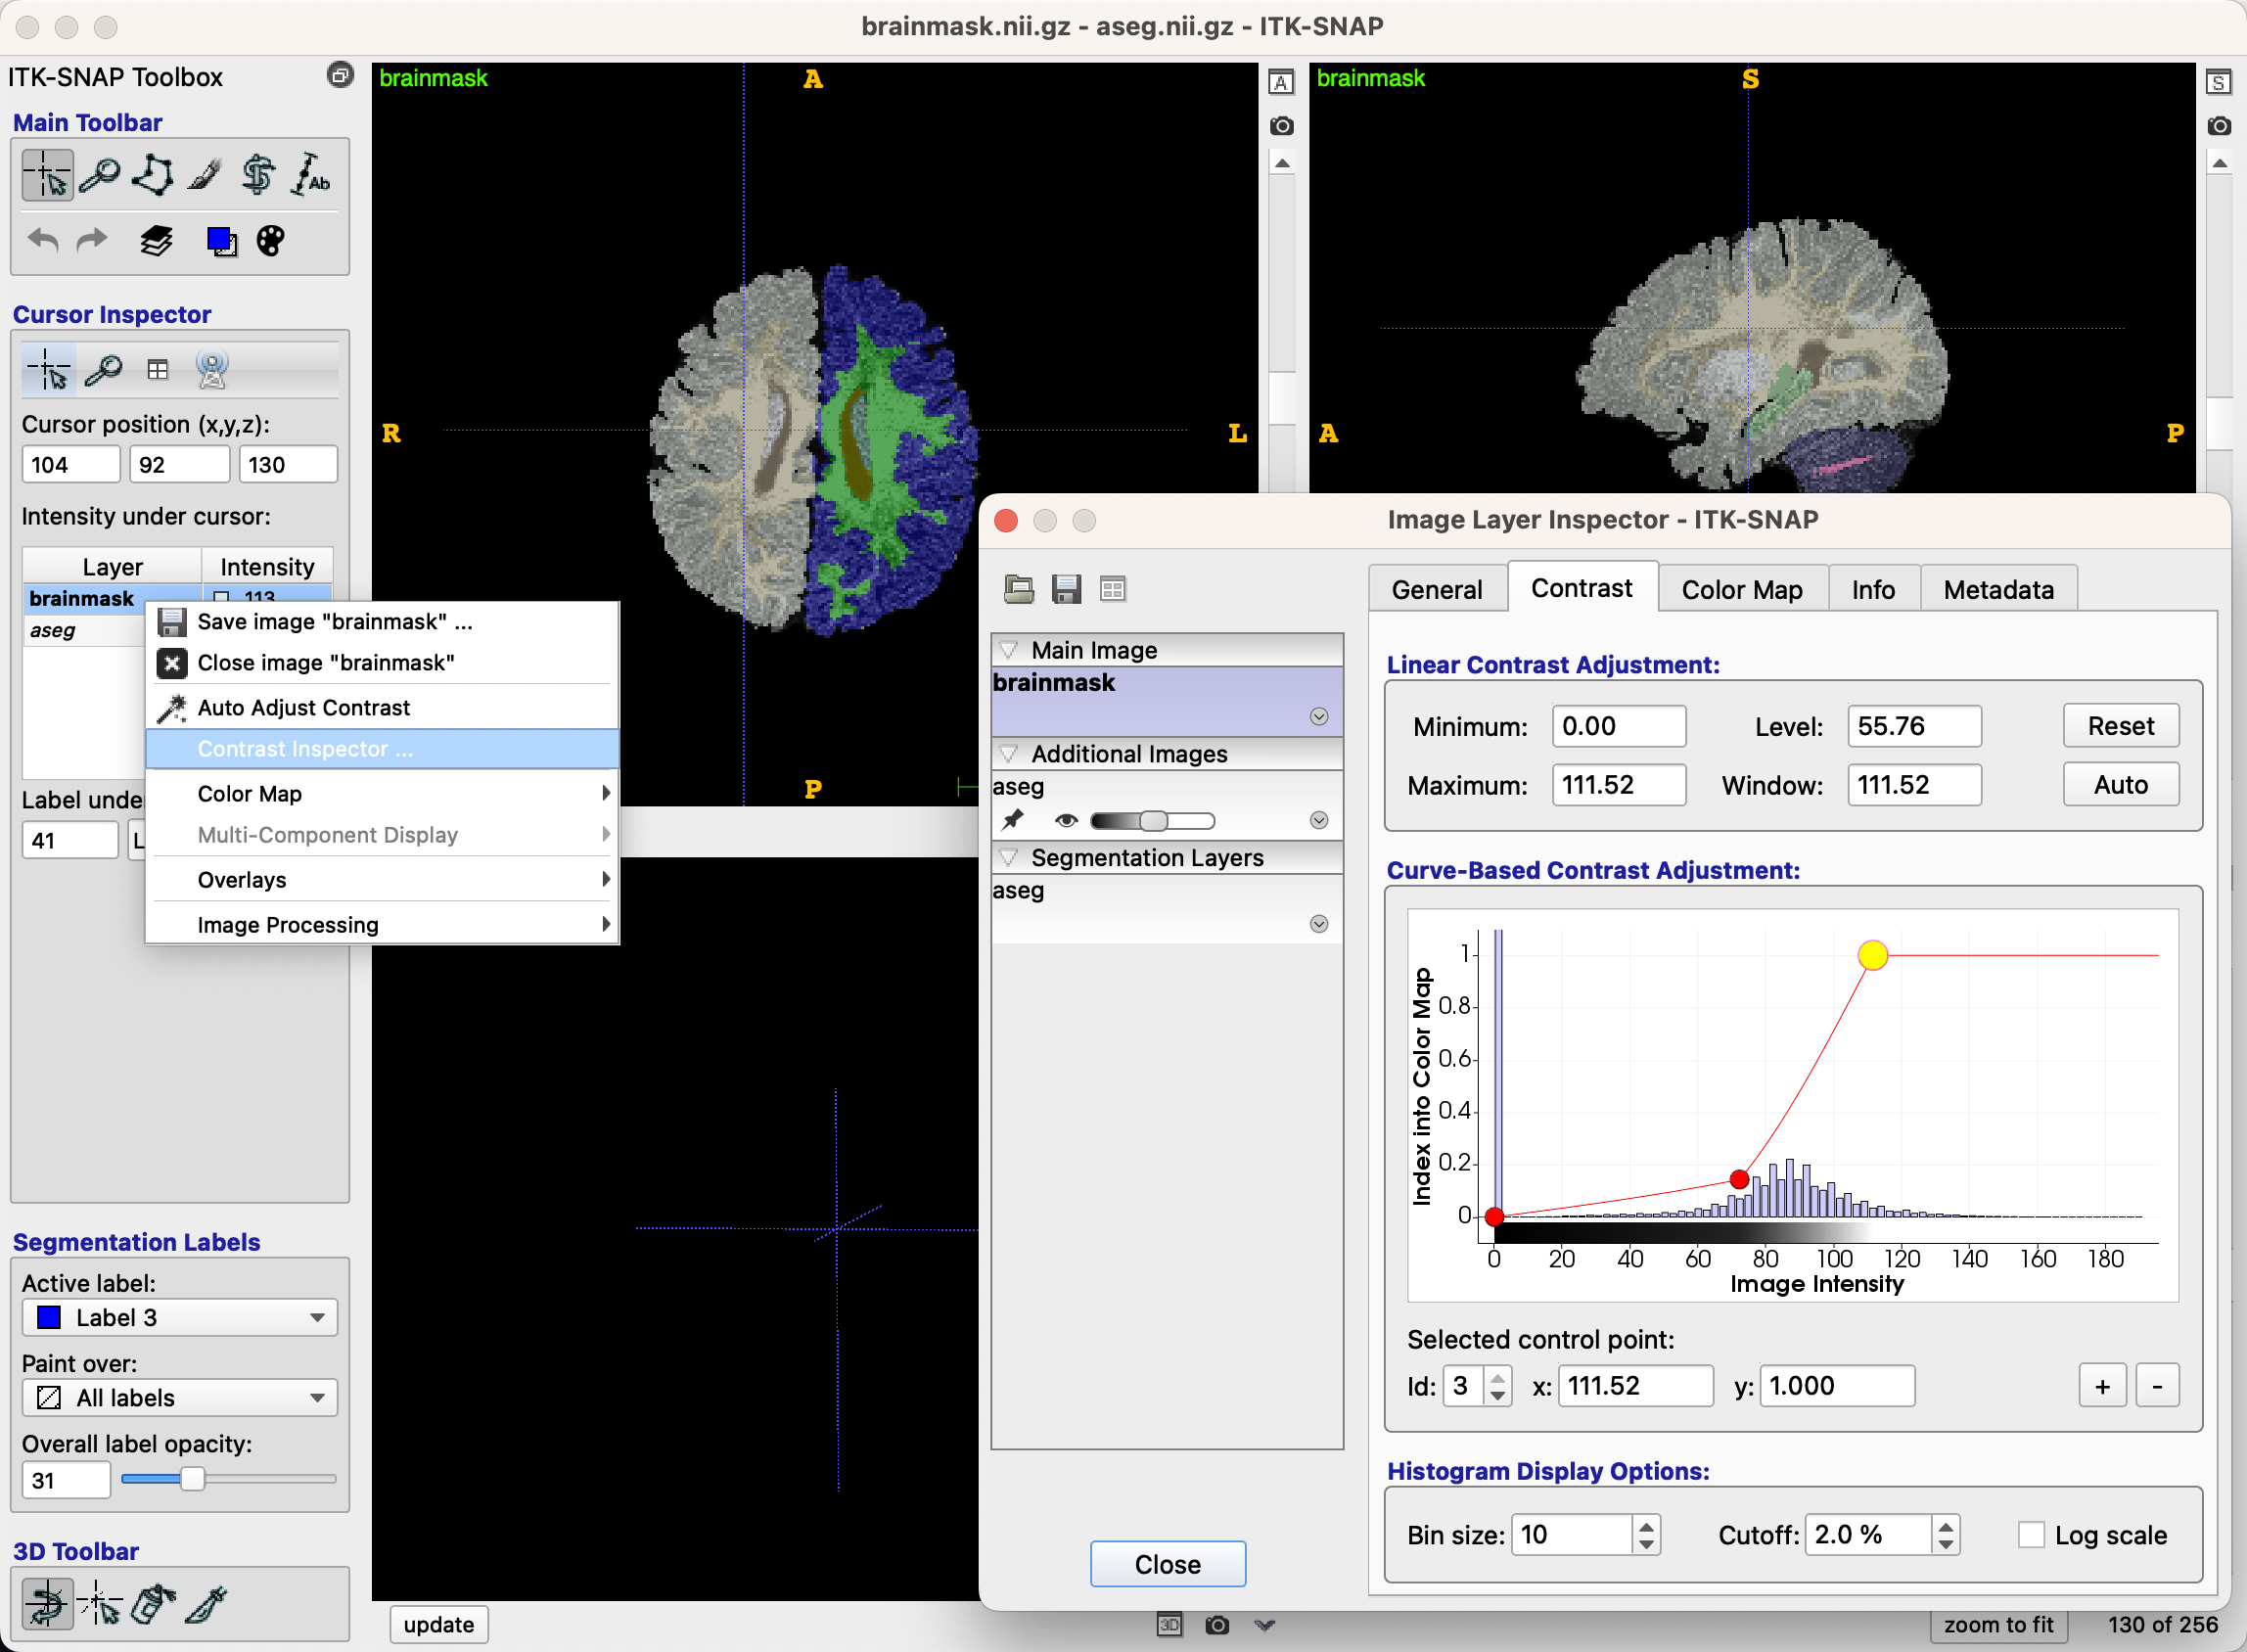 brainmask.nii.gz - aseg.nii.gz - ITK-SNAP
ITK-SNAP Toolbox
Main Toolbar
Ab
Cursor Inspector
Cursor position (x,y,z):
104 92 130
Intensity under cursor:
Layer Intensity
brainmask 113
aseg
Label unde
41 L
Save image "brainmask" ...
Close image "brainmask"
Auto Adjust Contrast
Contrast Inspector ...
Color Map
Multi-Component Display
Overlays
Image Processing
Segmentation Labels
Active label:
Label 3
Paint over:
All labels
Overall label opacity:
31
3D Toolbar
brainmask
A
R
L
P
A
brainmask
S
A
P
S
update
3D
zoom to fit
130 of 256
Image Layer Inspector - ITK-SNAP
Main Image
brainmask
Additional Images
aseg
Segmentation Layers
aseg
Close
General Contrast Color Map Info Metadata
Linear Contrast Adjustment:
Minimum: 0.00 Level: 55.76 Reset
Maximum: 111.52 Window: 111.52 Auto
Curve-Based Contrast Adjustment:
Index into Color Map
1
0.8
0.6
0.4
0.2
0
0 20 40 60 80 100 120 140 160 180
Image Intensity
Selected control point:
Id: 3 x: 111.52 y: 1.000 + -
Histogram Display Options:
Bin size: 10 Cutoff: 2.0 % Log scale